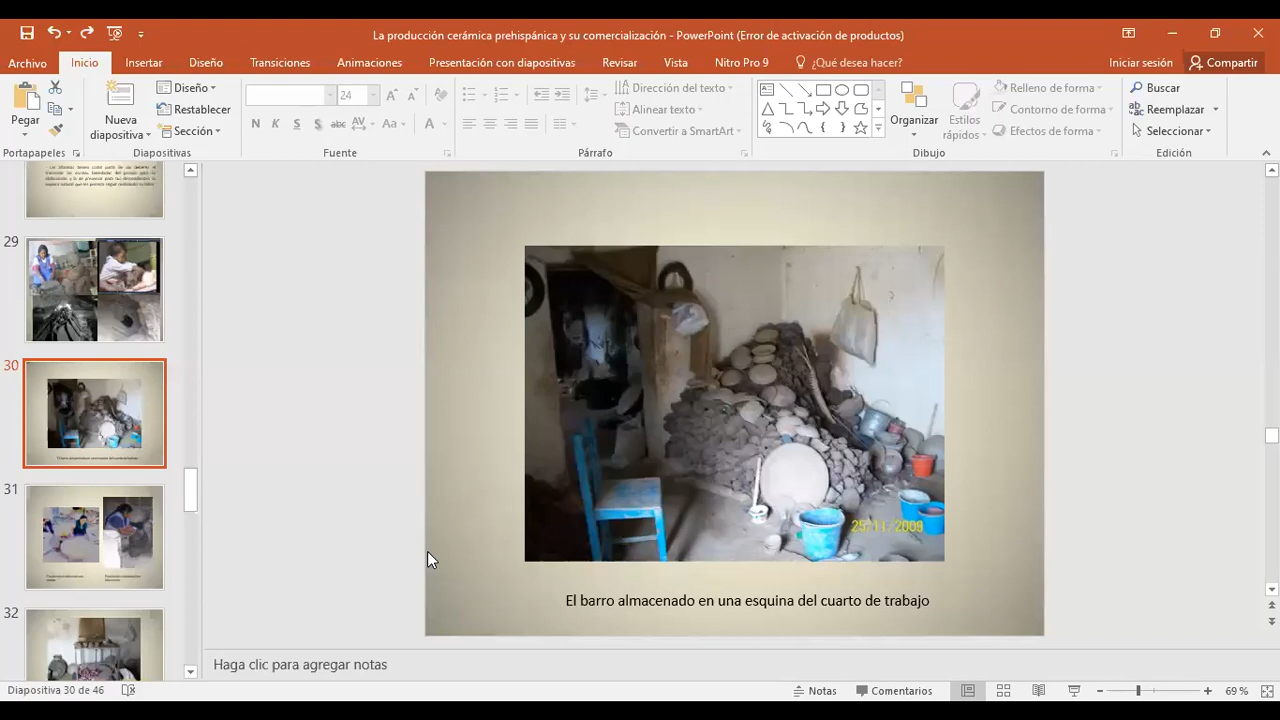 La producción cerámica prehispánica y su comercialización - PowerPoint (Error de activación de productos)
Archivo Inicio Insertar Diseño Transiciones Animaciones Presentación con diapositivas Revisar Vista Nitro Pro 9 ¿Qué desea hacer? Iniciar sesión Compartir
Pegar
Nueva diapositiva
Diseño
Restablecer
Sección
24
N K S S abc AV Aa A
Dirección del texto
Alinear texto
Convertir a SmartArt
Organizar
Estilos rápidos
Relleno de forma
Contorno de forma
Efectos de forma
Buscar
Reemplazar
Seleccionar
Portapapeles Diapositivas Fuente Párrafo Dibujo Edición
29
30
31
32
25/11/2009
El barro almacenado en una esquina del cuarto de trabajo
Haga clic para agregar notas
Diapositiva 30 de 46 Notas Comentarios 69 %